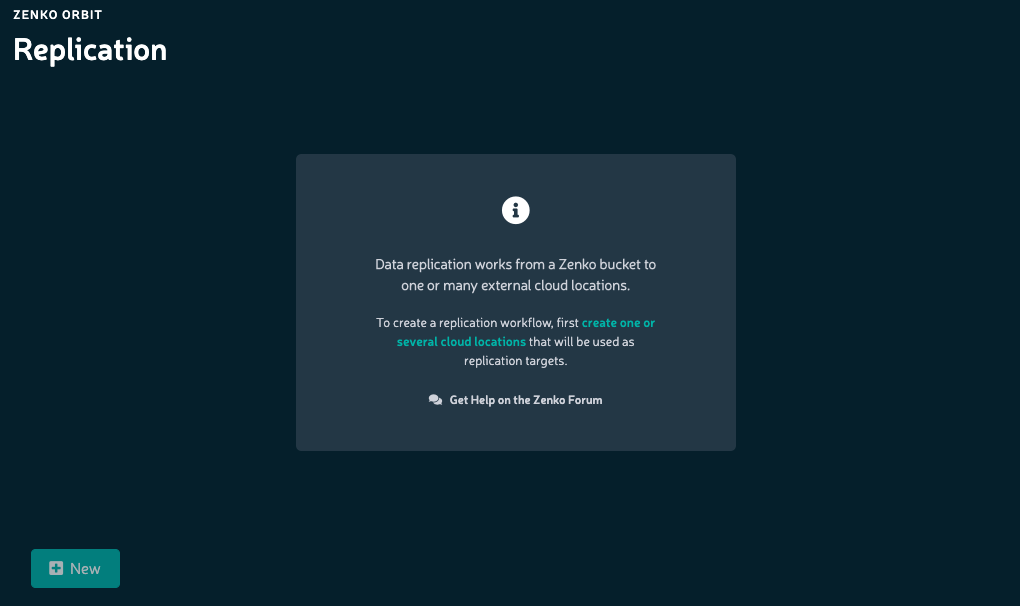 ZENKO ORBIT
Replication
Data replication works from a Zenko bucket to
one or many external cloud locations.
To create a replication workflow, first create one or
several cloud locations that will be used as
replication targets.
Get Help on the Zenko Forum
New